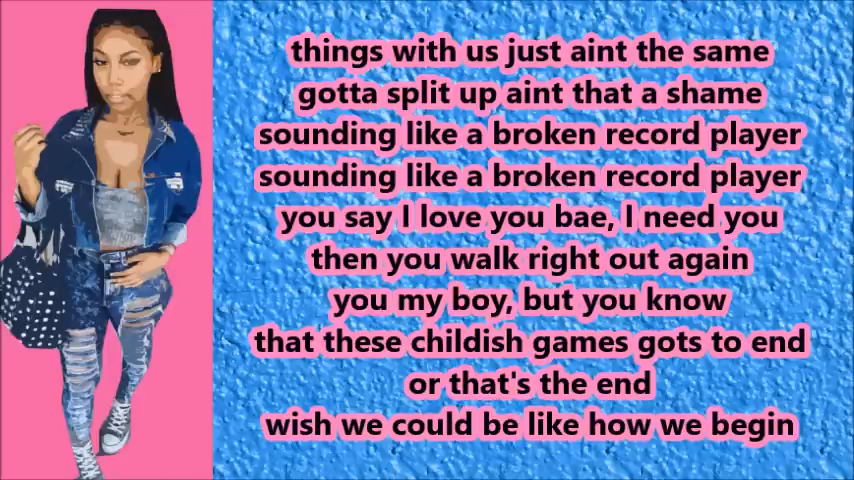 things with us just aint the same
gotta split up aint that a shame
sounding like a broken record player
sounding like a broken record player
you say I love you bae, I need you
then you walk right out again
you my boy, but you know
that these childish games gots to end
or that's the end
wish we could be like how we begin